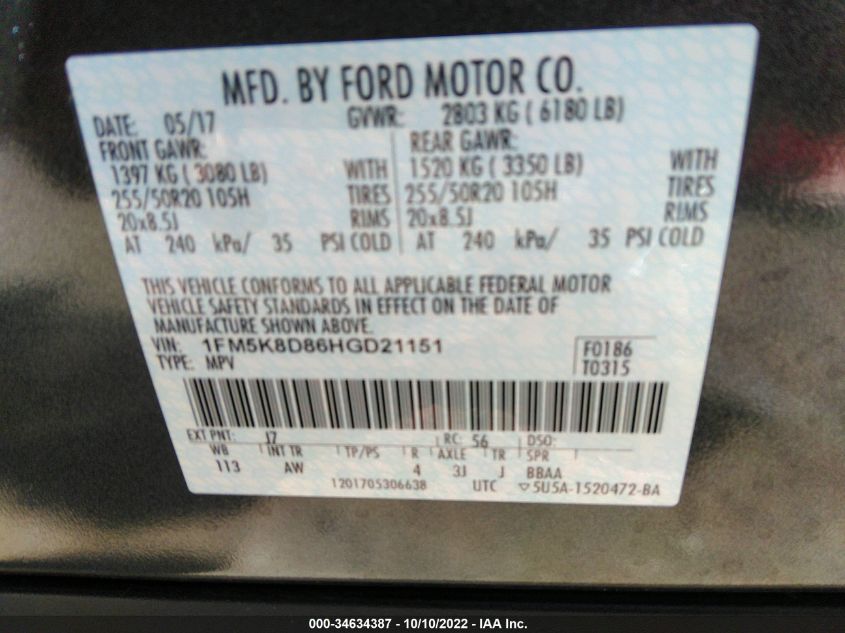 MFD. BY FORD MOTOR CO.
DATE: 05/17 GVWR: 2803 KG ( 6180 LB)
FRONT GAWR: REAR GAWR:
1397 KG ( 3080 LB) WITH 1520 KG ( 3350 LB) WITH
255/50R20 105H TIRES 255/50R20 105H TIRES
20x8.5J RIMS 20x8.5J RIMS
AT 240 kPa/ 35 PSI COLD AT 240 kPa/ 35 PSI COLD
THIS VEHICLE CONFORMS TO ALL APPLICABLE FEDERAL MOTOR
VEHICLE SAFETY STANDARDS IN EFFECT ON THE DATE OF
MANUFACTURE SHOWN ABOVE.
VIN: 1FM5K8D86HGD21151 F0186
TYPE: MPV T0315
EXT PNT: J7 RC: 56 DSO:
WB INT TR TP/PS R AXLE TR SPR
113 AW 4 3J J BBAA
1201705306638 UTC ▽5U5A-1520472-BA
000-34634387 - 10/10/2022 - IAA Inc.